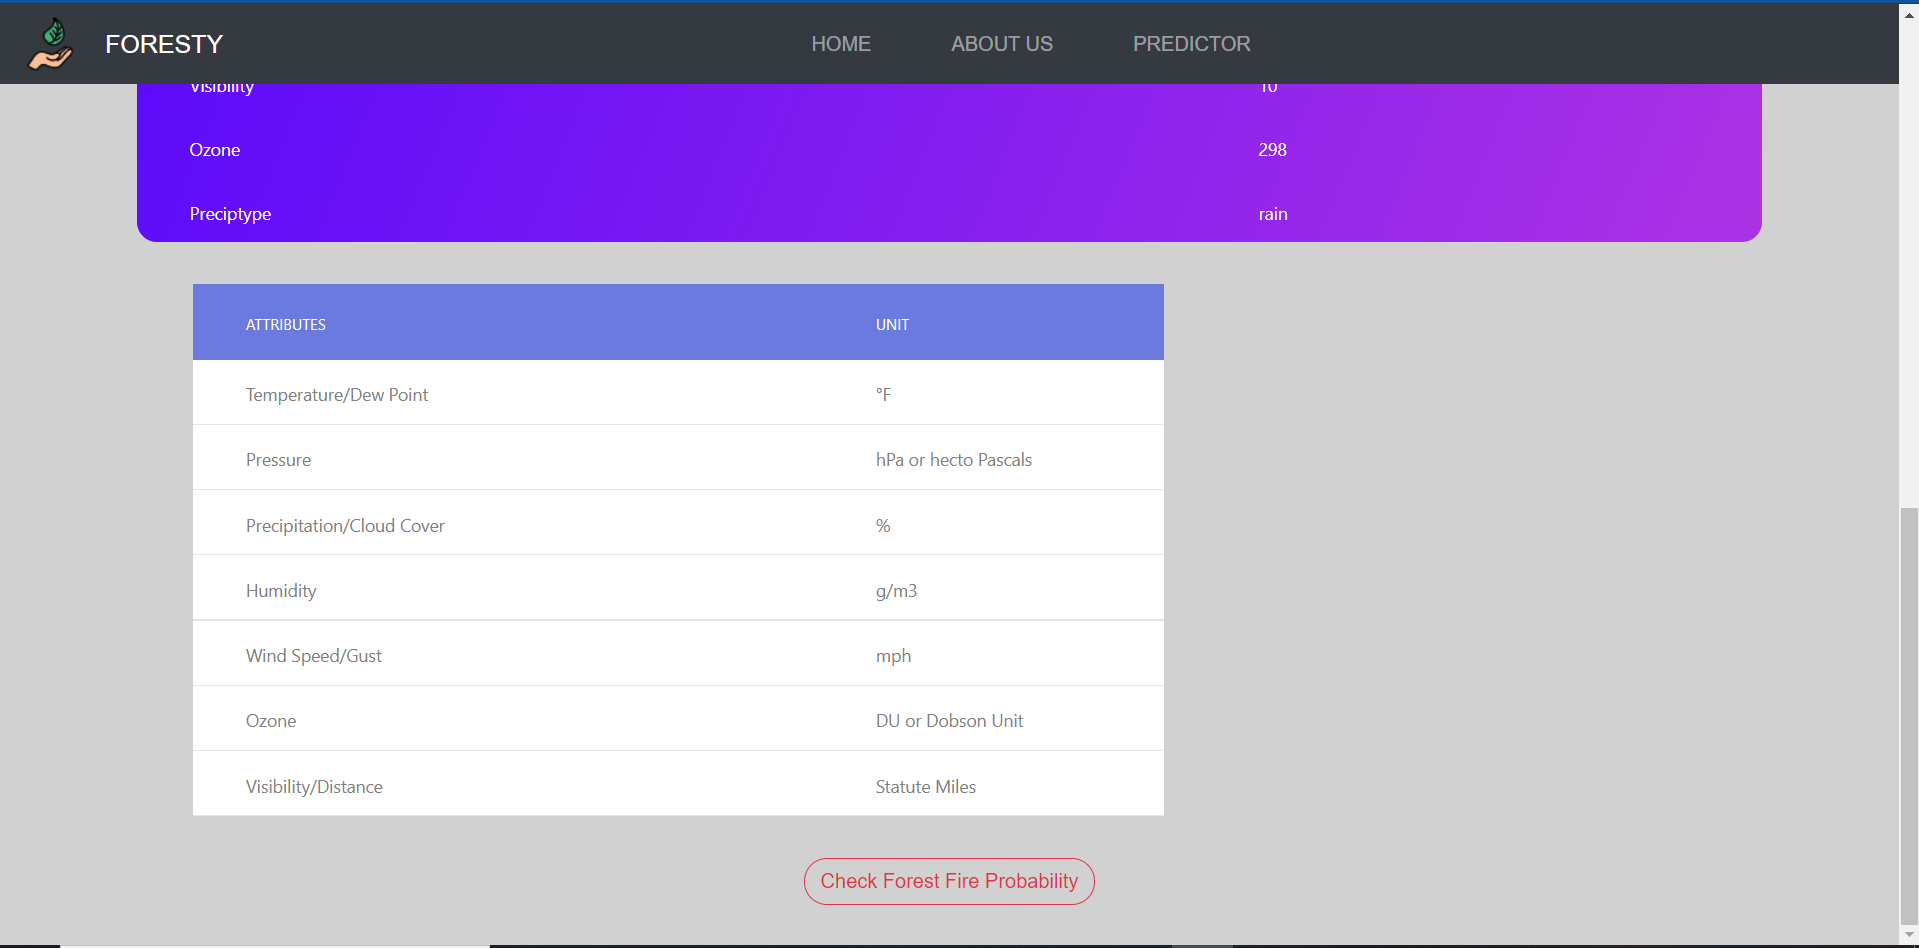 FORESTY HOME ABOUT US PREDICTOR
Visibility 10
Ozone 298
Preciptype rain
ATTRIBUTES UNIT
Temperature/Dew Point °F
Pressure hPa or hecto Pascals
Precipitation/Cloud Cover %
Humidity g/m3
Wind Speed/Gust mph
Ozone DU or Dobson Unit
Visibility/Distance Statute Miles
Check Forest Fire Probability